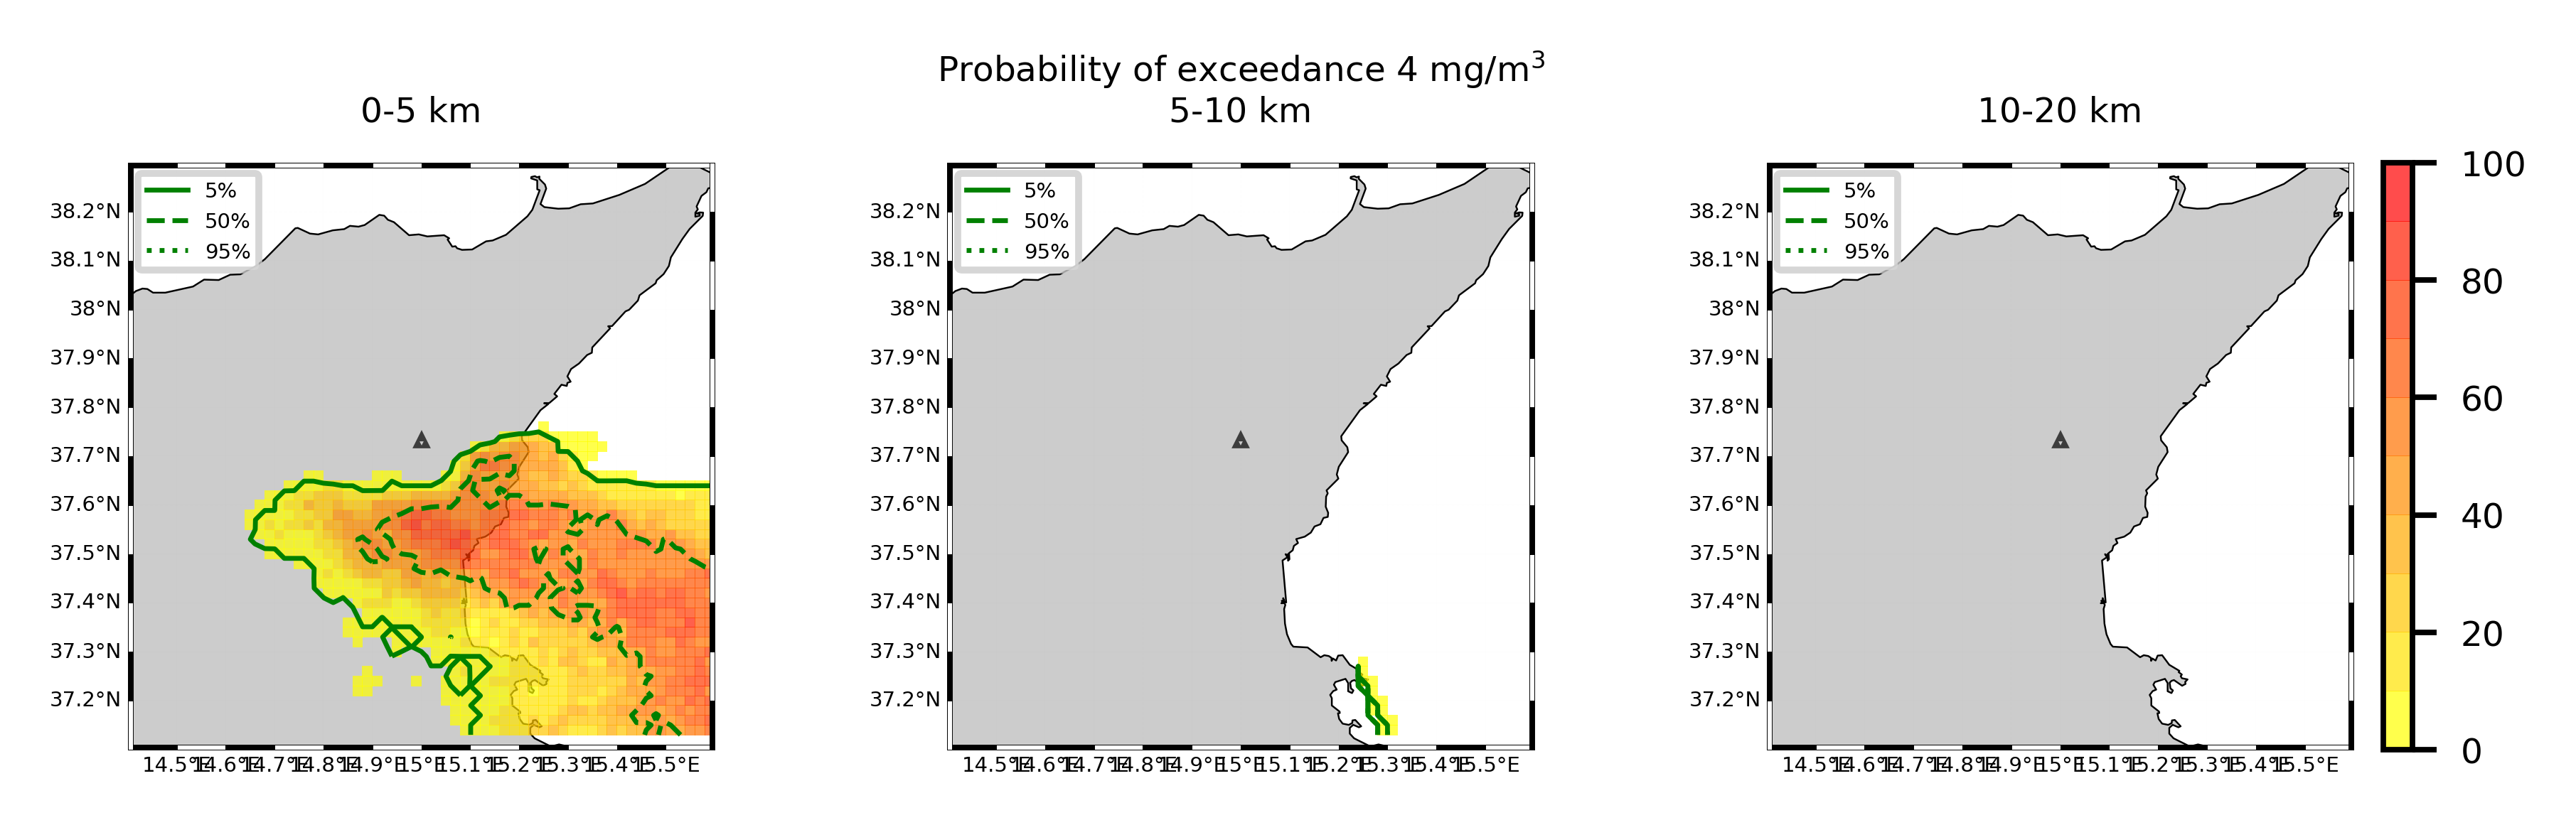 Probability of exceedance 4 mg/m³
0-5 km
5%
50%
95%
38.2°N
38.1°N
38°N
37.9°N
37.8°N
37.7°N
37.6°N
37.5°N
37.4°N
37.3°N
37.2°N
14.5°E 14.6°E 14.7°E 14.8°E 14.9°E 15°E 15.1°E 15.2°E 15.3°E 15.4°E 15.5°E
5-10 km
5%
50%
95%
38.2°N
38.1°N
38°N
37.9°N
37.8°N
37.7°N
37.6°N
37.5°N
37.4°N
37.3°N
37.2°N
14.5°E 14.6°E 14.7°E 14.8°E 14.9°E 15°E 15.1°E 15.2°E 15.3°E 15.4°E 15.5°E
10-20 km
5%
50%
95%
38.2°N
38.1°N
38°N
37.9°N
37.8°N
37.7°N
37.6°N
37.5°N
37.4°N
37.3°N
37.2°N
14.5°E 14.6°E 14.7°E 14.8°E 14.9°E 15°E 15.1°E 15.2°E 15.3°E 15.4°E 15.5°E
100
80
60
40
20
0